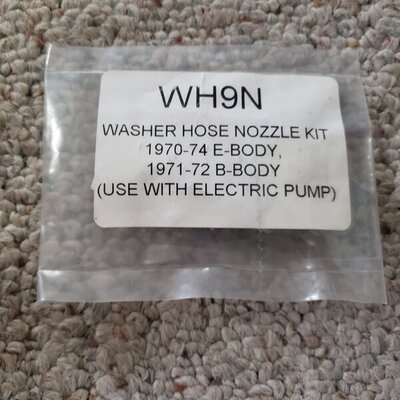 WH9N
WASHER HOSE NOZZLE KIT
1970-74 E-BODY,
1971-72 B-BODY
(USE WITH ELECTRIC PUMP)